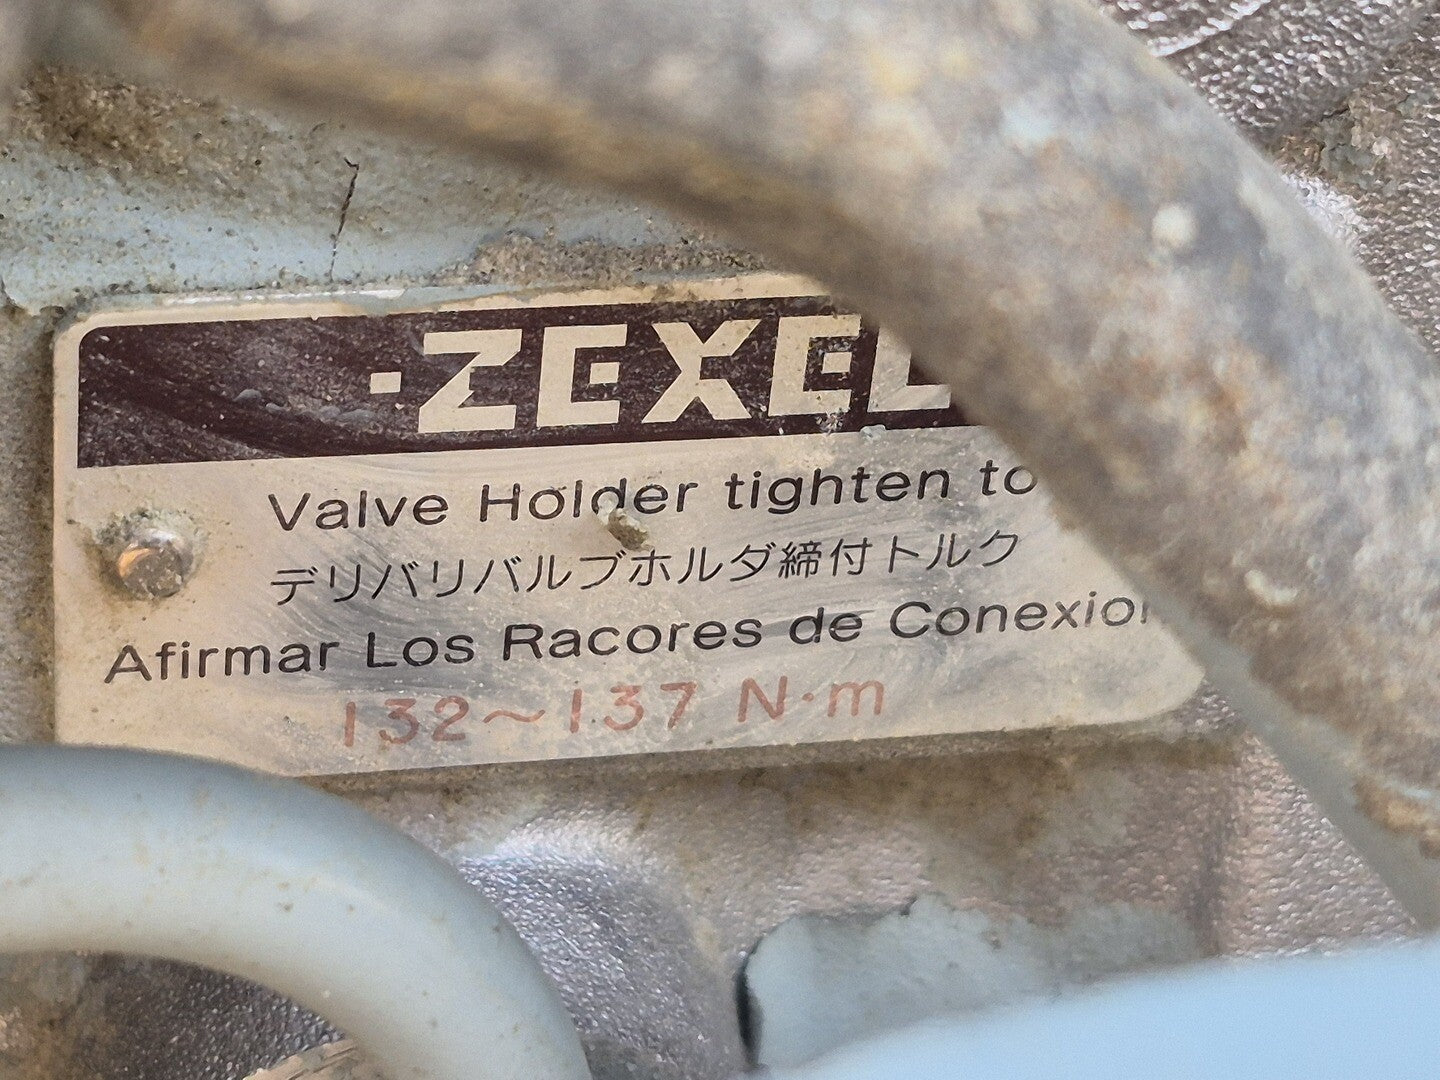 ZEXEL
Valve Holder tighten to
デリバリバルブホルダ締付トルク
Afirmar Los Racores de
132～137 N·m